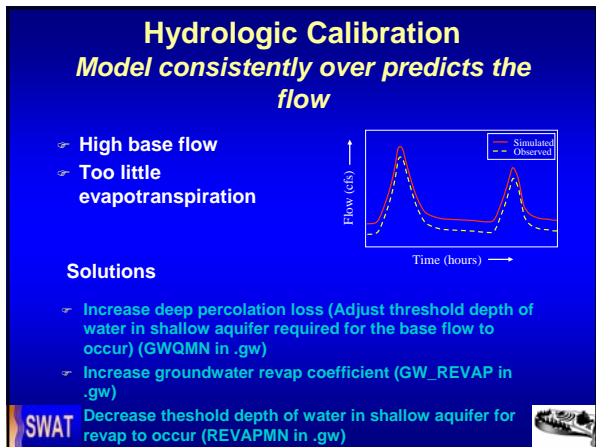 Hydrologic Calibration
Model consistently over predicts the
flow
High base flow
Too little
evapotranspiration
Simulated
Observed
Flow (cfs)
Time (hours)
Solutions
Increase deep percolation loss (Adjust threshold depth of
water in shallow aquifer required for the base flow to
occur) (GWQMN in .gw)
Increase groundwater revap coefficient (GW_REVAP in
.gw)
Decrease theshold depth of water in shallow aquifer for
revap to occur (REVAPMN in .gw)
SWAT